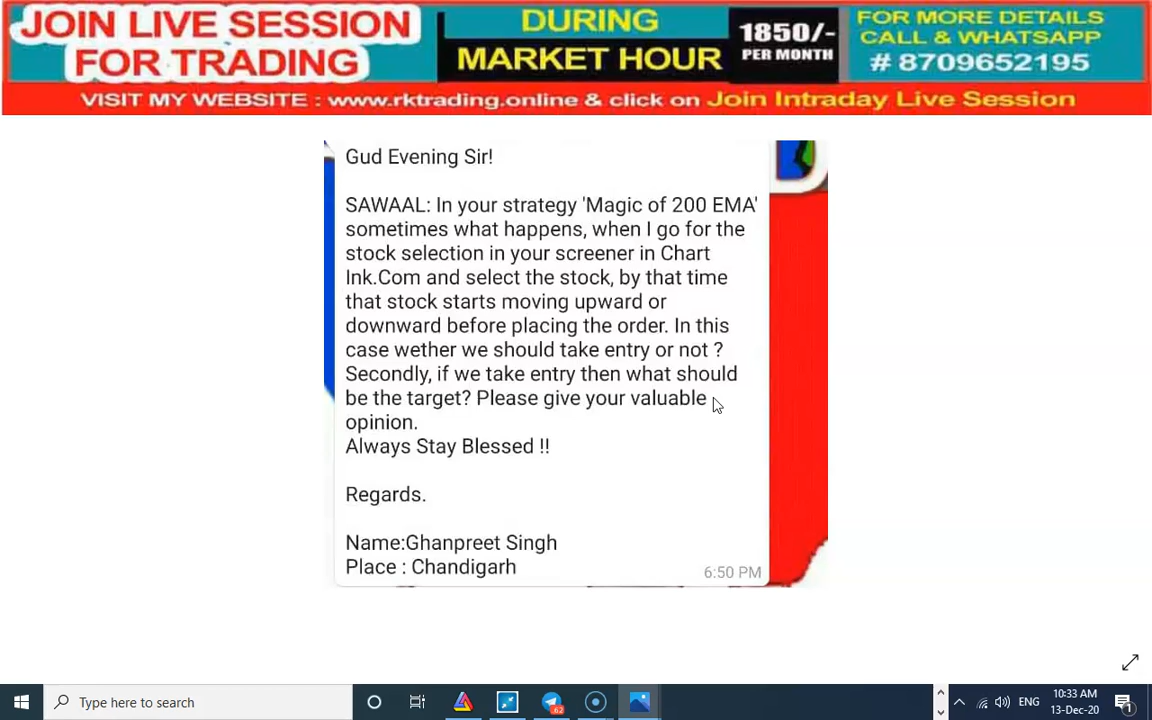 JOIN LIVE SESSION
FOR TRADING
DURING
MARKET HOUR
1850/-
PER MONTH
FOR MORE DETAILS
CALL & WHATSAPP
# 8709652195
VISIT MY WEBSITE : www.rktrading.online & click on Join Intraday Live Session
Gud Evening Sir!
SAWAAL: In your strategy 'Magic of 200 EMA'
sometimes what happens, when I go for the
stock selection in your screener in Chart
Ink.Com and select the stock, by that time
that stock starts moving upward or
downward before placing the order. In this
case wether we should take entry or not ?
Secondly, if we take entry then what should
be the target? Please give your valuable
opinion.
Always Stay Blessed !!
Regards.
Name:Ghanpreet Singh
Place : Chandigarh
6:50 PM
Type here to search
62
ENG
10:33 AM
13-Dec-20
1